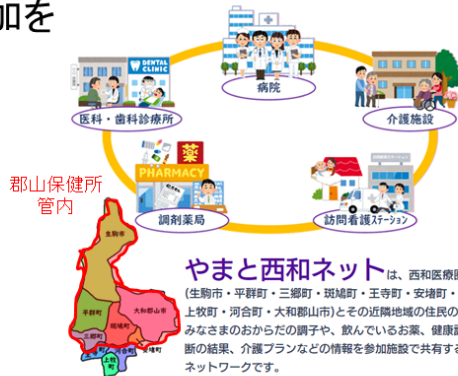 加を
DENTAL
CLINIC
病院
医科・歯科診療所
介護施設
薬
PHARMACY
調剤薬局
訪問看護ステーション
郡山保健所
管内
生駒市
平群町
大和郡山市
斑鳩町
三郷町
安堵町
河合町
上牧町
やまと西和ネットは、西和医療圏
(生駒市・平群町・三郷町・斑鳩町・王寺町・安堵町・
上牧町・河合町・大和郡山市)とその近隣地域の住民の
みなさまのおからだの調子や、飲んでいるお薬、健康診
断の結果、介護プランなどの情報を参加施設で共有する
ネットワークです。